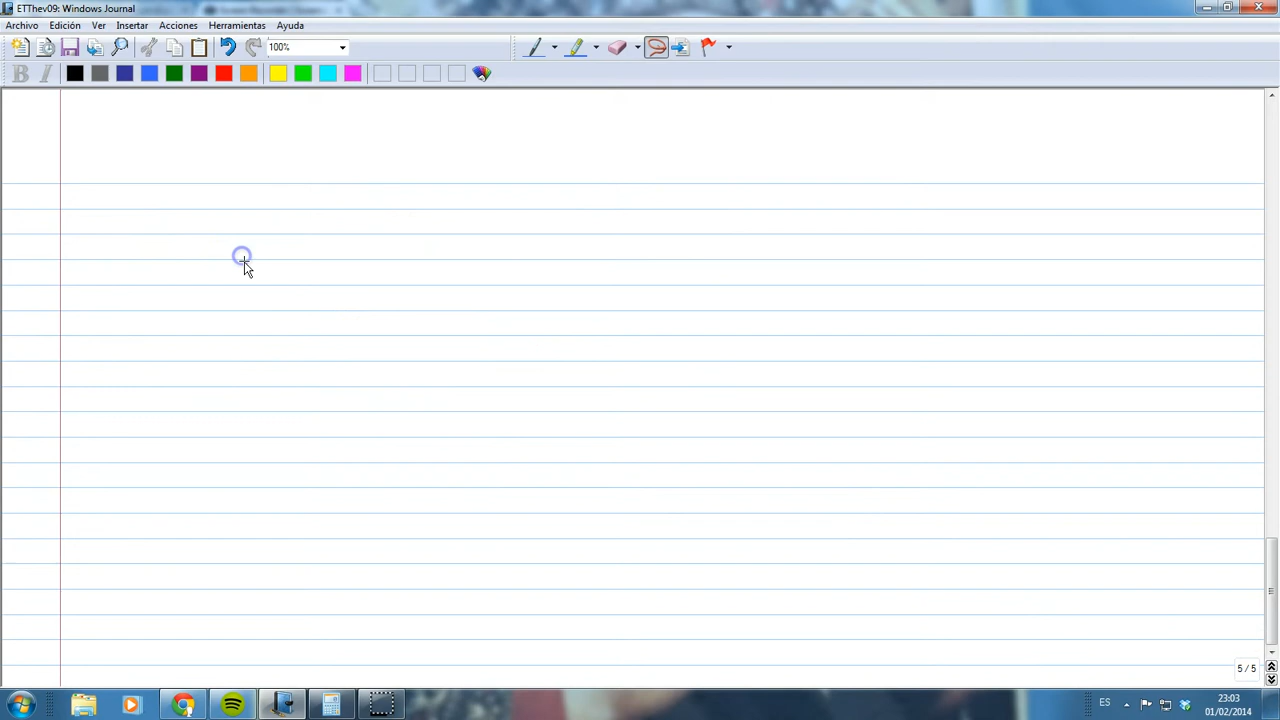 ETThev09: Windows Journal
Archivo Edición Ver Insertar Acciones Herramientas Ayuda
100%
B I
5 / 5
ES 23:03
01/02/2014